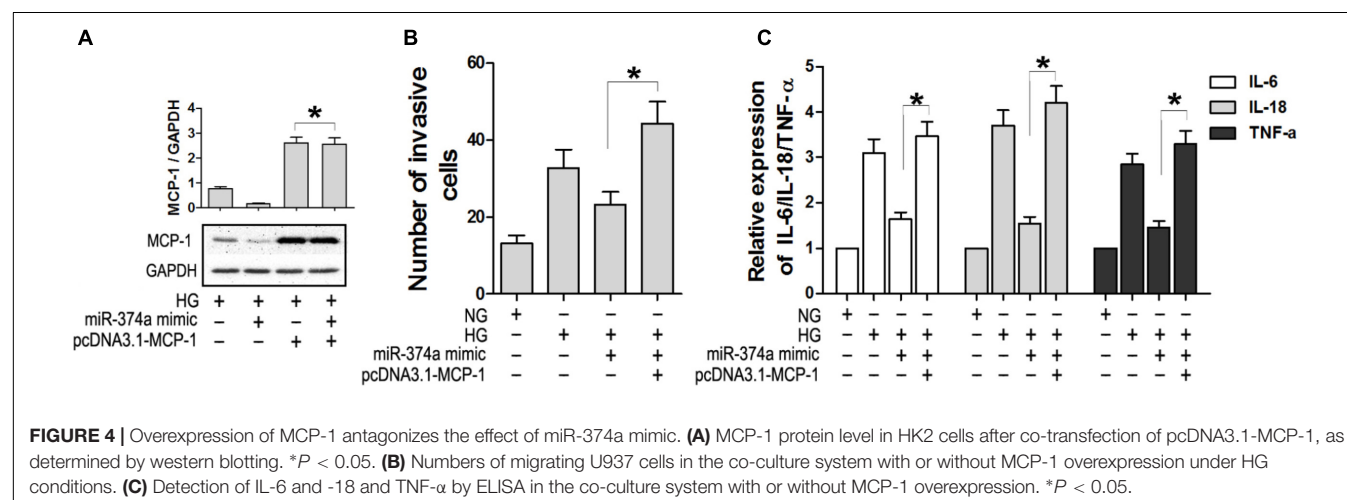 A
B
C
MCP-1 / GAPDH
4
3
2
1
0
*
MCP-1
GAPDH
HG + + + +
miR-374a mimic – + – +
pcDNA3.1-MCP-1 – – + +
Number of invasive cells
60
40
20
0
*
NG + – – –
HG – + + +
miR-374a mimic – – + +
pcDNA3.1-MCP-1 – – – +
Relative expression
of IL-6/IL-18/TNF-α
5
4
3
2
1
0
* * *
IL-6
IL-18
TNF-a
NG + – – – + – – – + – – –
HG – + + + – + + + – + + +
miR-374a mimic – – + + – – + + – – + +
pcDNA3.1-MCP-1 – – – + – – – + – – – +
FIGURE 4 | Overexpression of MCP-1 antagonizes the effect of miR-374a mimic. (A) MCP-1 protein level in HK2 cells after co-transfection of pcDNA3.1-MCP-1, as
determined by western blotting. *P < 0.05. (B) Numbers of migrating U937 cells in the co-culture system with or without MCP-1 overexpression under HG
conditions. (C) Detection of IL-6 and -18 and TNF-α by ELISA in the co-culture system with or without MCP-1 overexpression. *P < 0.05.